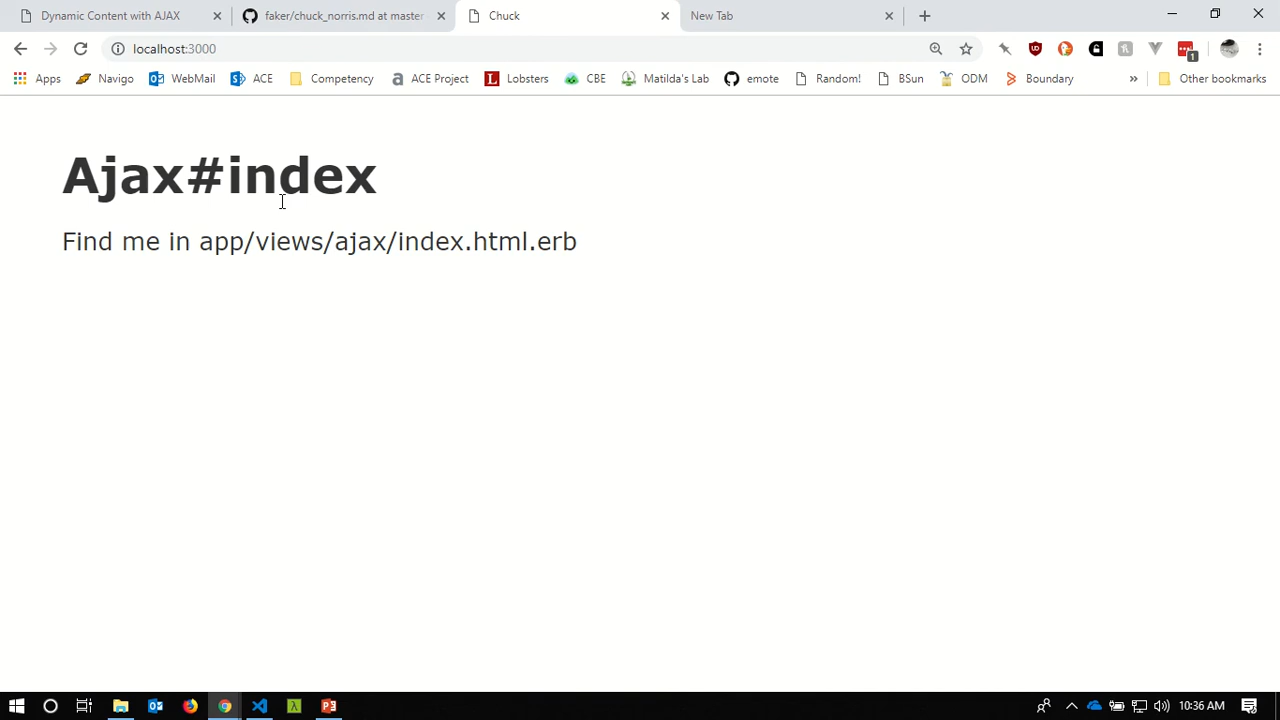 Dynamic Content with AJAX
faker/chuck_norris.md at master
Chuck
New Tab
localhost:3000
Apps
Navigo
WebMail
ACE
Competency
ACE Project
Lobsters
CBE
Matilda's Lab
emote
Random!
BSun
ODM
Boundary
»
Other bookmarks
Ajax#index
Find me in app/views/ajax/index.html.erb
10:36 AM